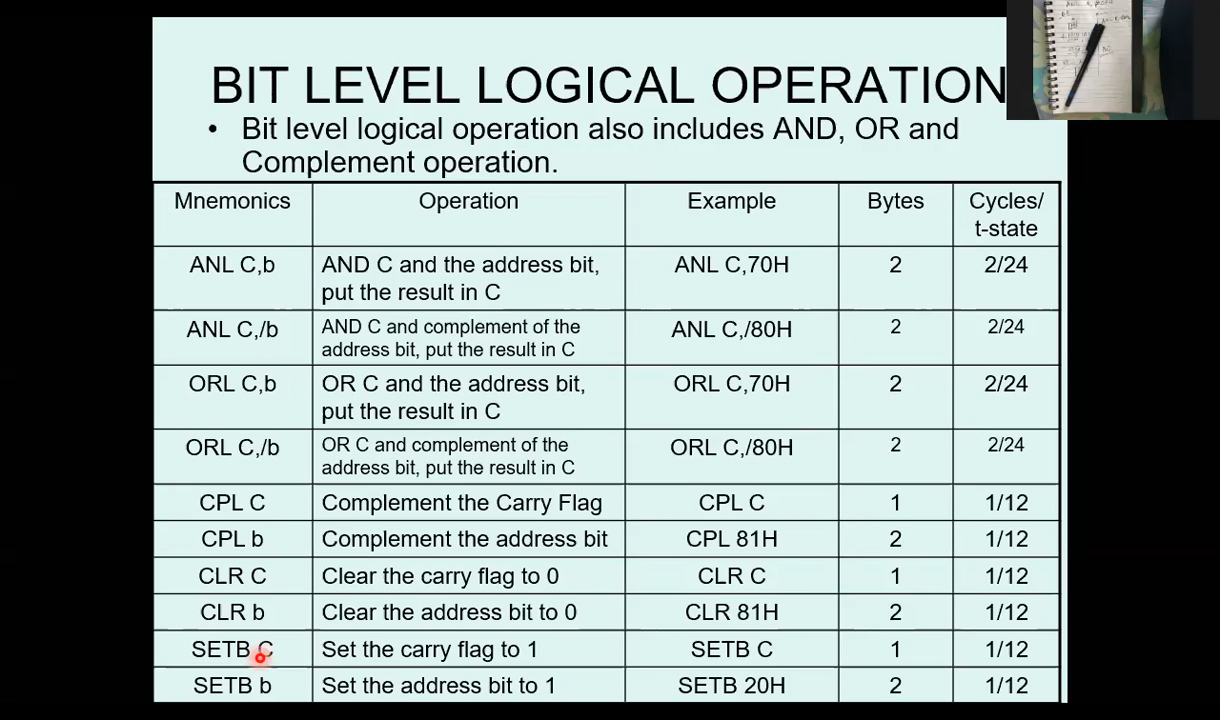 BIT LEVEL LOGICAL OPERATION
• Bit level logical operation also includes AND, OR and
Complement operation.
Mnemonics Operation Example Bytes Cycles/
t-state
ANL C,b AND C and the address bit, ANL C,70H 2 2/24
put the result in C
ANL C,/b AND C and complement of the ANL C,/80H 2 2/24
address bit, put the result in C
ORL C,b OR C and the address bit, ORL C,70H 2 2/24
put the result in C
ORL C,/b OR C and complement of the ORL C,/80H 2 2/24
address bit, put the result in C
CPL C Complement the Carry Flag CPL C 1 1/12
CPL b Complement the address bit CPL 81H 2 1/12
CLR C Clear the carry flag to 0 CLR C 1 1/12
CLR b Clear the address bit to 0 CLR 81H 2 1/12
SETB C Set the carry flag to 1 SETB C 1 1/12
SETB b Set the address bit to 1 SETB 20H 2 1/12